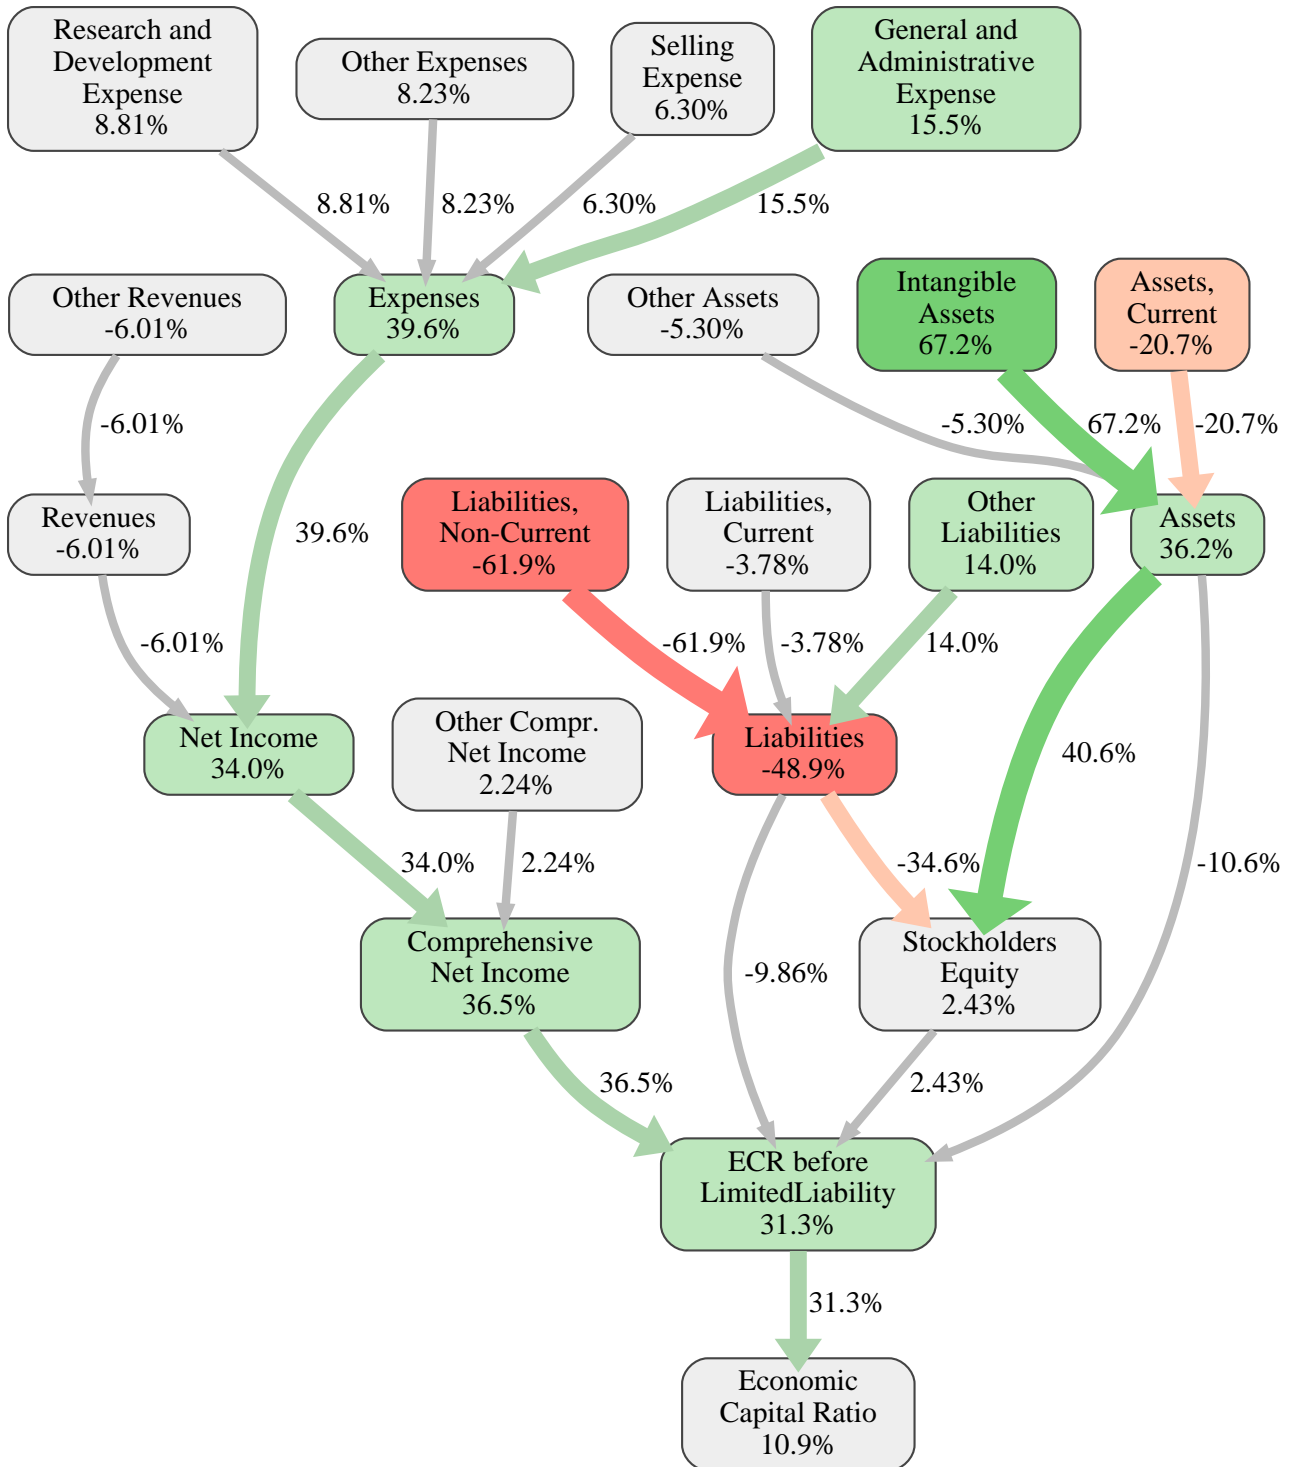 Research and
Development
Expense
8.81%
Other Expenses
8.23%
Selling
Expense
6.30%
General and
Administrative
Expense
15.5%
8.81%
8.23%
6.30%
15.5%
Other Revenues
-6.01%
Expenses
39.6%
Other Assets
-5.30%
Intangible
Assets
67.2%
Assets,
Current
-20.7%
-6.01%
-5.30%
67.2%
-20.7%
Revenues
-6.01%
39.6%
Liabilities,
Non-Current
-61.9%
Liabilities,
Current
-3.78%
Other
Liabilities
14.0%
Assets
36.2%
-6.01%
-61.9%
-3.78%
14.0%
Net Income
34.0%
Other Compr.
Net Income
2.24%
Liabilities
-48.9%
40.6%
34.0%
2.24%
-34.6%
-10.6%
Comprehensive
Net Income
36.5%
-9.86%
Stockholders
Equity
2.43%
36.5%
2.43%
ECR before
LimitedLiability
31.3%
31.3%
Economic
Capital Ratio
10.9%